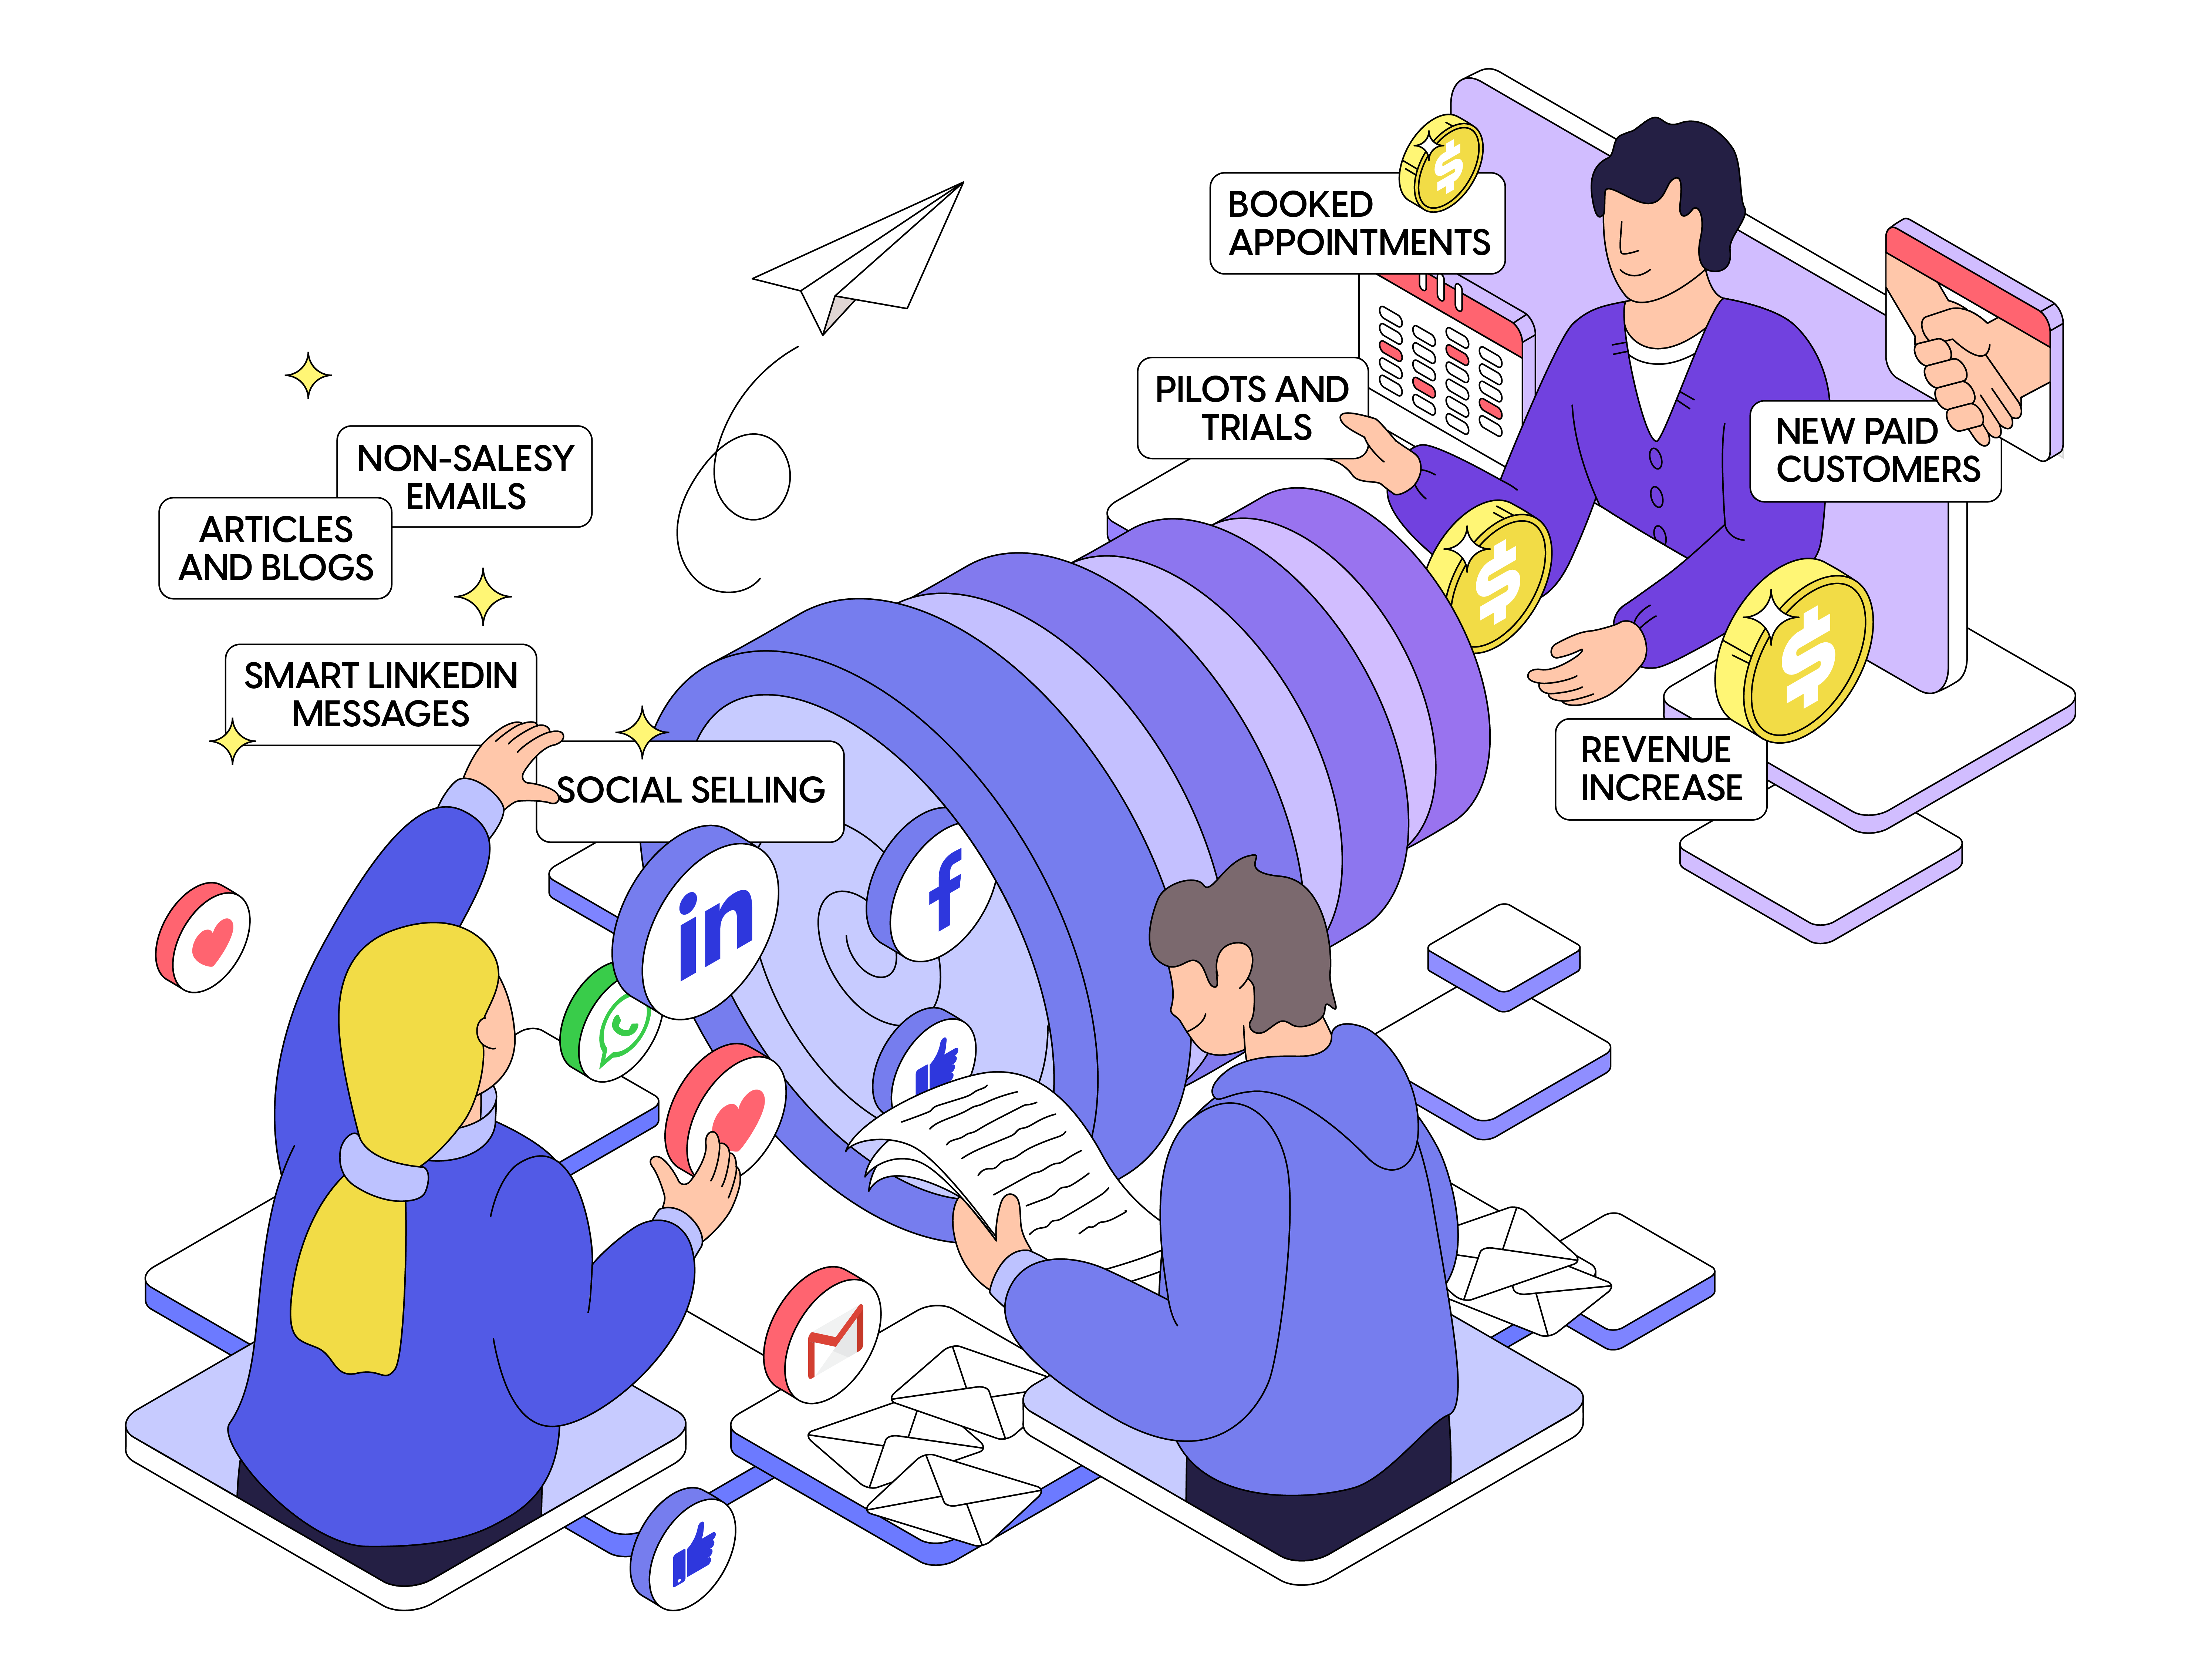 BOOKED
APPOINTMENTS
PILOTS AND
TRIALS
NEW PAID
CUSTOMERS
NON-SALESY
EMAILS
ARTICLES
AND BLOGS
SMART LINKEDIN
MESSAGES
SOCIAL SELLING
REVENUE
INCREASE
$
$
$
in
f